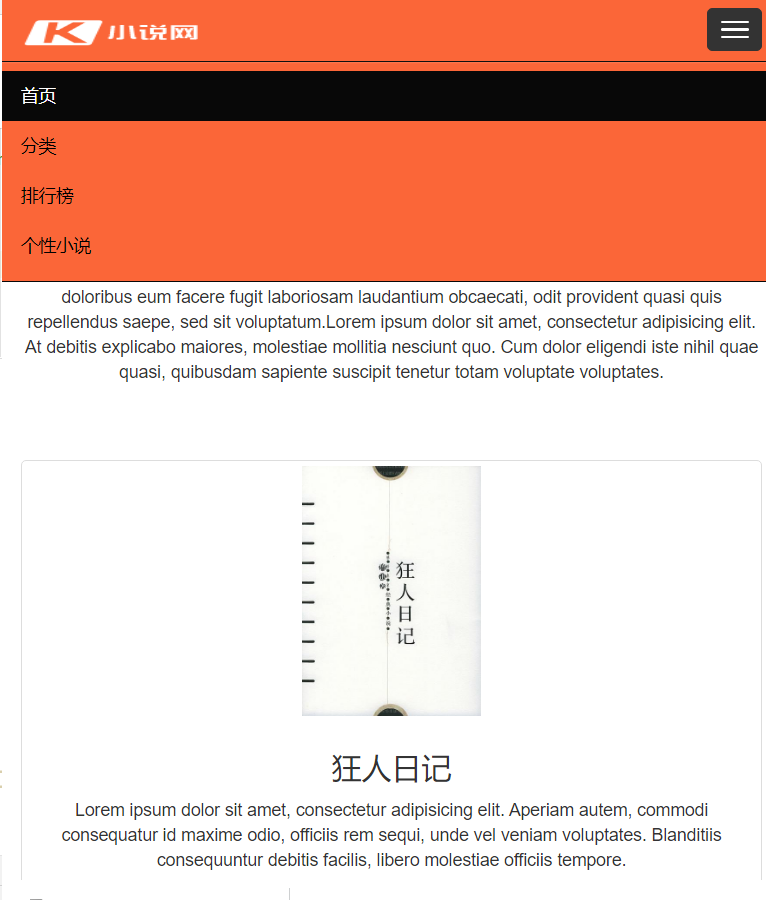 K 小说网
首页
分类
排行榜
个性小说
doloribus eum facere fugit laboriosam laudantium obcaecati, odit provident quasi quis
repellendus saepe, sed sit voluptatum.Lorem ipsum dolor sit amet, consectetur adipisicing elit.
At debitis explicabo maiores, molestiae mollitia nesciunt quo. Cum dolor eligendi iste nihil quae
quasi, quibusdam sapiente suscipit tenetur totam voluptate voluptates.
狂人日记
狂人日记
Lorem ipsum dolor sit amet, consectetur adipisicing elit. Aperiam autem, commodi
consequatur id maxime odio, officiis rem sequi, unde vel veniam voluptates. Blanditiis
consequuntur debitis facilis, libero molestiae officiis tempore.